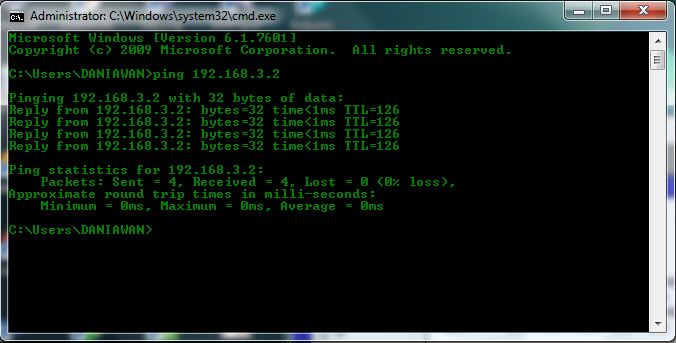 Administrator: C:\Windows\system32\cmd.exe
Microsoft Windows [Version 6.1.7601]
Copyright (c) 2009 Microsoft Corporation.  All rights reserved.
C:\Users\DANIAWAN>ping 192.168.3.2
Pinging 192.168.3.2 with 32 bytes of data:
Reply from 192.168.3.2: bytes=32 time<1ms TTL=126
Reply from 192.168.3.2: bytes=32 time<1ms TTL=126
Reply from 192.168.3.2: bytes=32 time<1ms TTL=126
Reply from 192.168.3.2: bytes=32 time<1ms TTL=126
Ping statistics for 192.168.3.2:
    Packets: Sent = 4, Received = 4, Lost = 0 (0% loss),
Approximate round trip times in milli-seconds:
    Minimum = 0ms, Maximum = 0ms, Average = 0ms
C:\Users\DANIAWAN>